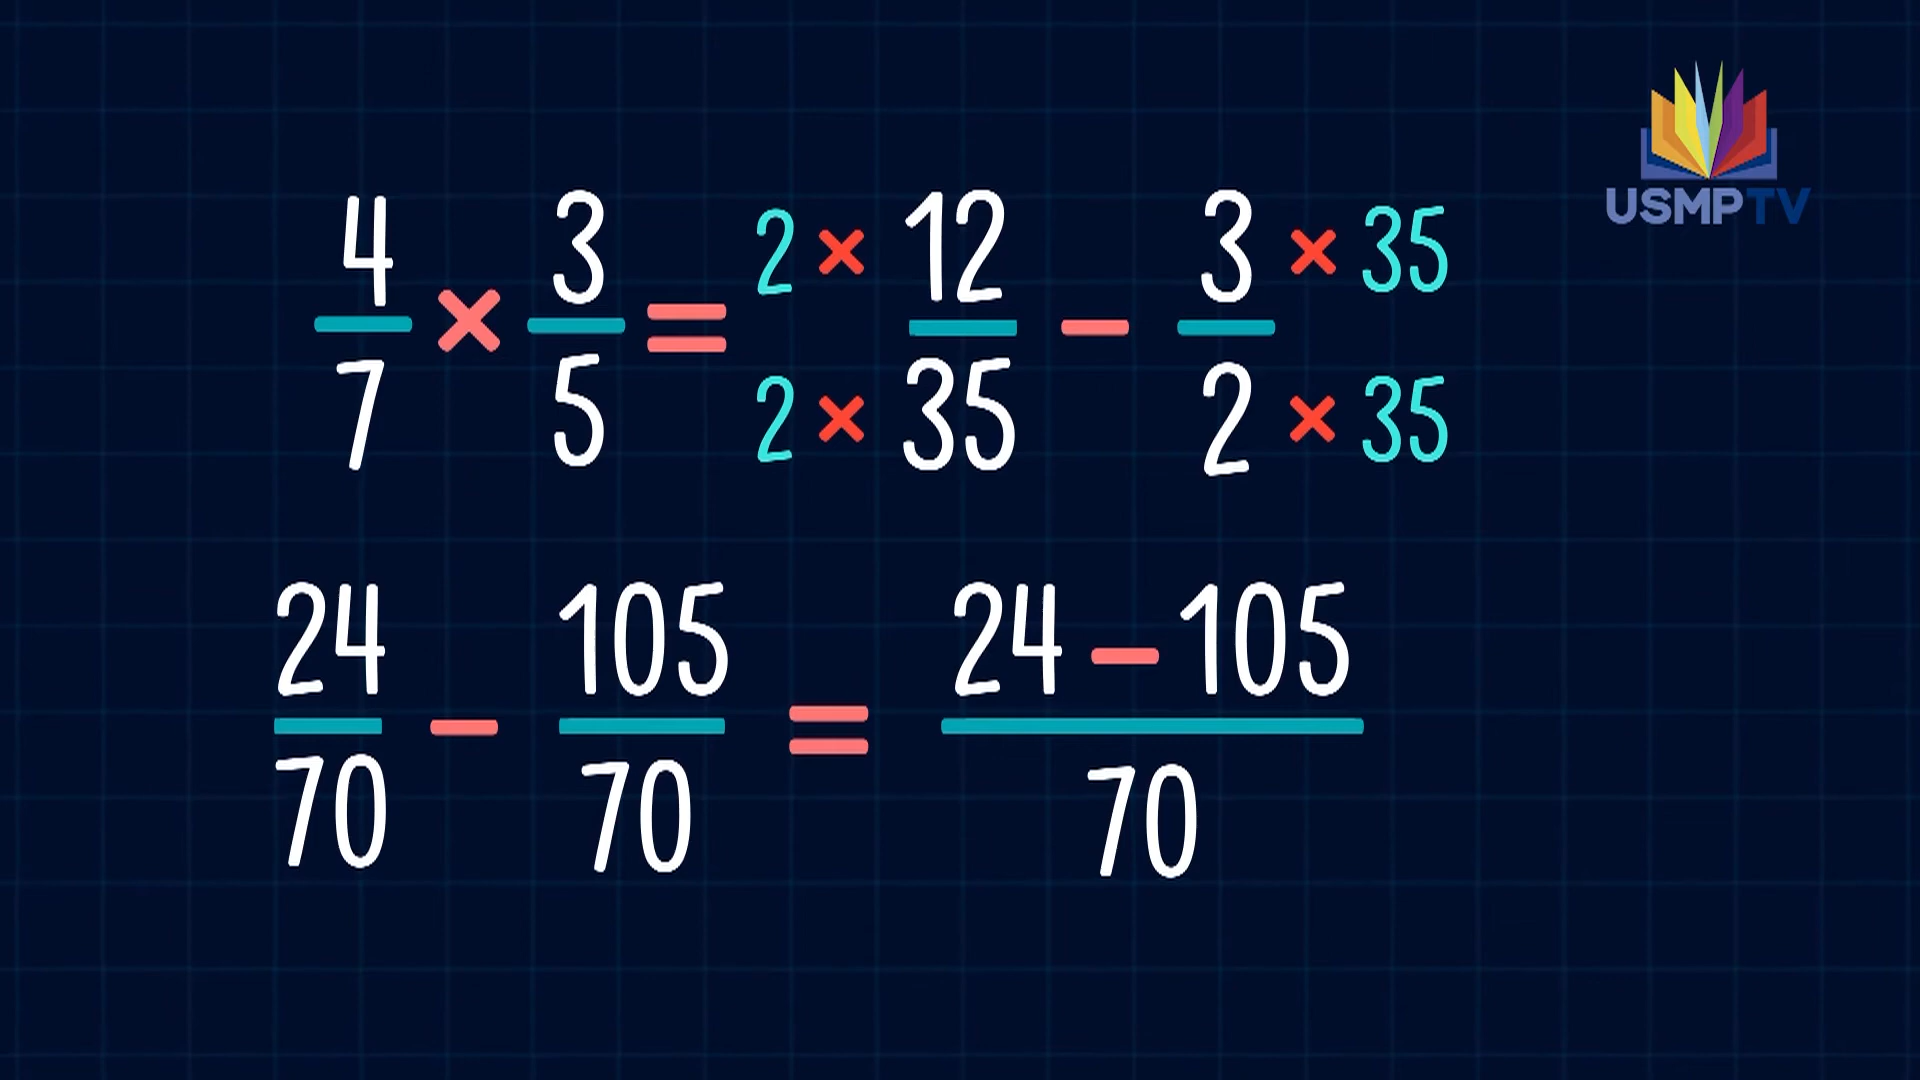 USMPTV
4/7 × 3/5 = 2 × 12 / 2 × 35 − 3 × 35 / 2 × 35
24/70 − 105/70 = 24 − 105 / 70